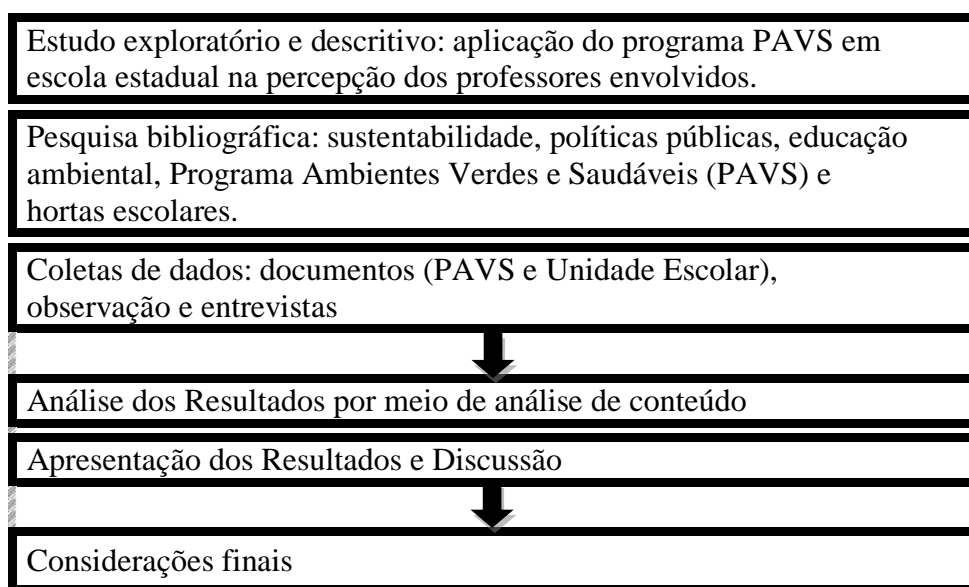 Estudo exploratório e descritivo: aplicação do programa PAVS em
escola estadual na percepção dos professores envolvidos.
Pesquisa bibliográfica: sustentabilidade, políticas públicas, educação
ambiental, Programa Ambientes Verdes e Saudáveis (PAVS) e
hortas escolares.
Coletas de dados: documentos (PAVS e Unidade Escolar),
observação e entrevistas
Análise dos Resultados por meio de análise de conteúdo
Apresentação dos Resultados e Discussão
Considerações finais